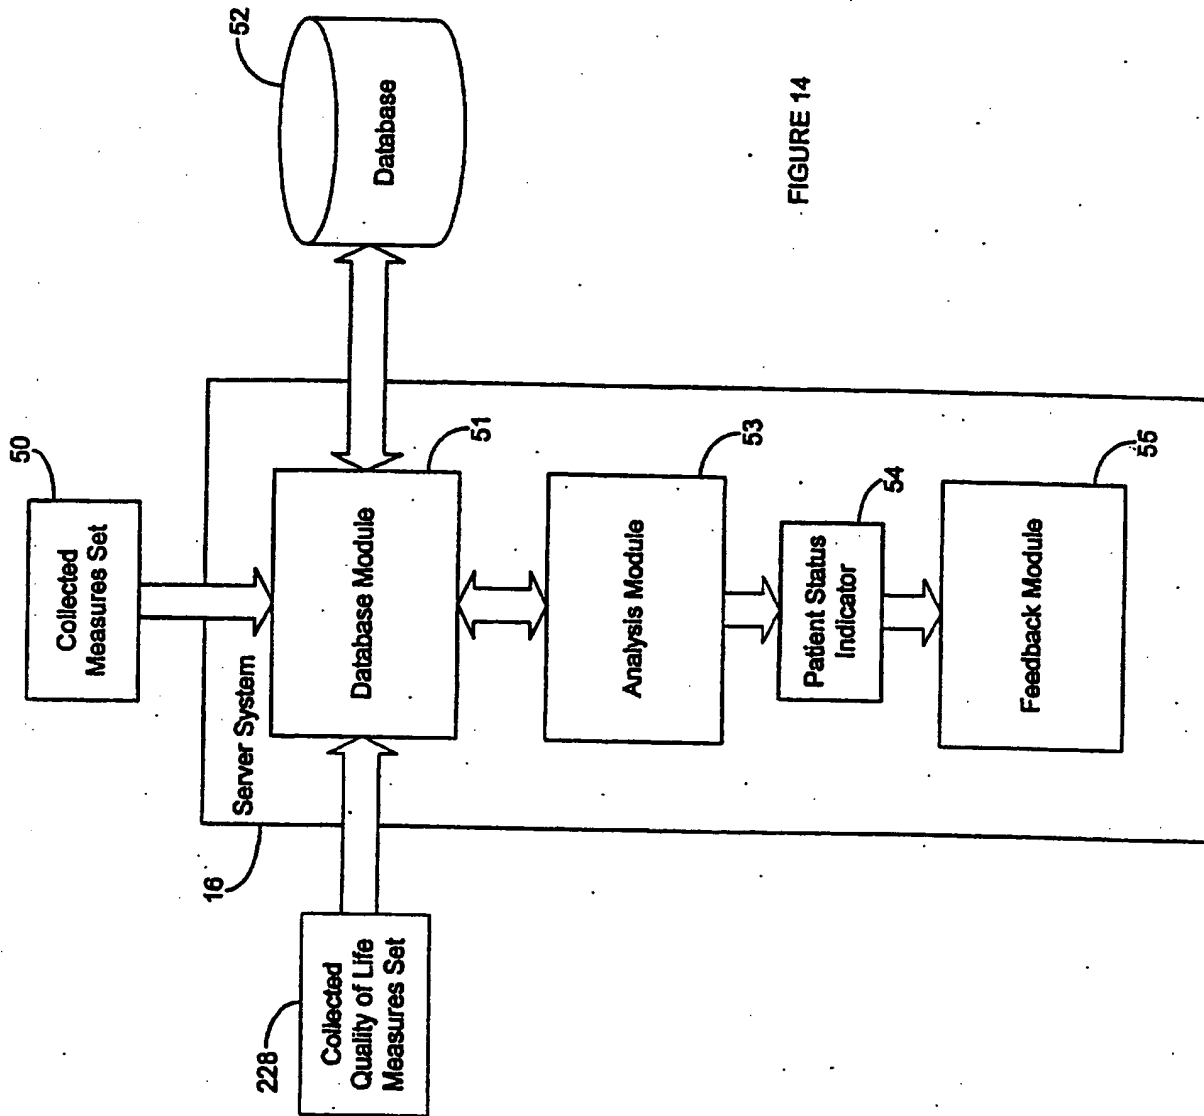 50
Collected
Measures Set
16
Server System
228
Collected
Quality of Life
Measures Set
Database Module
51
52
Database
Analysis Module
53
Patient Status
Indicator
54
Feedback Module
55
FIGURE 14